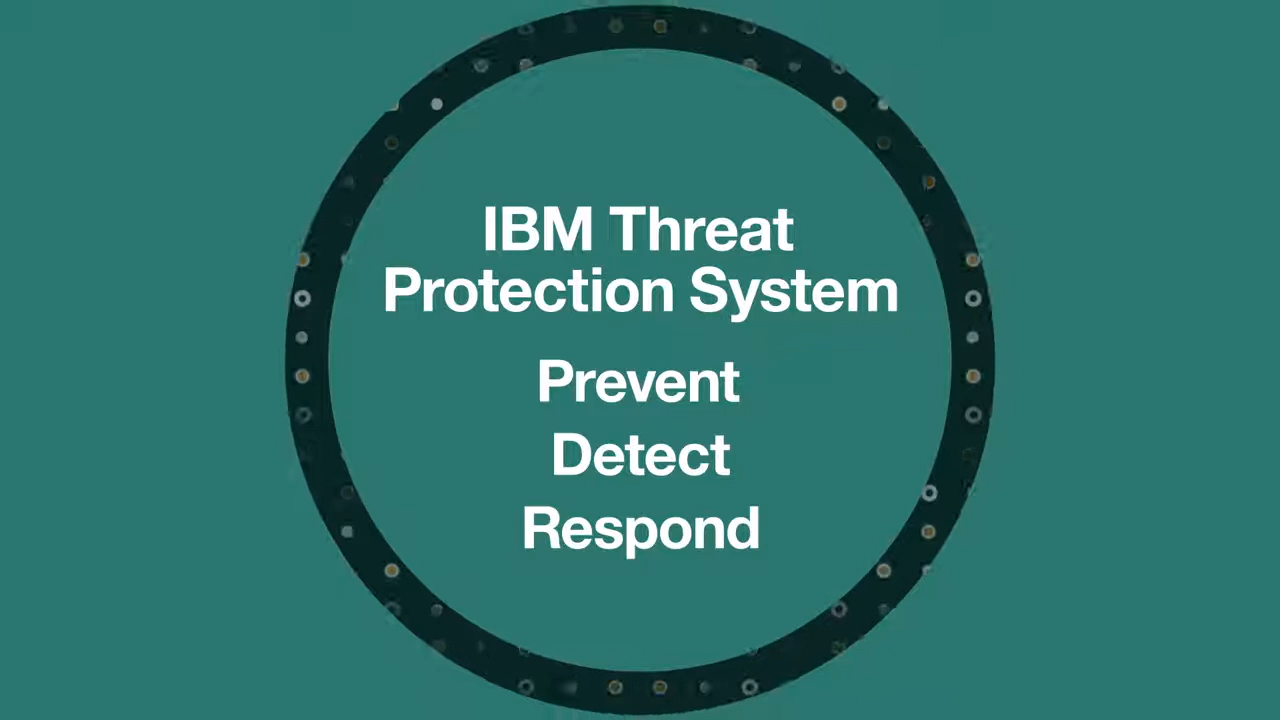 IBM Threat
Protection System
Prevent
Detect
Respond